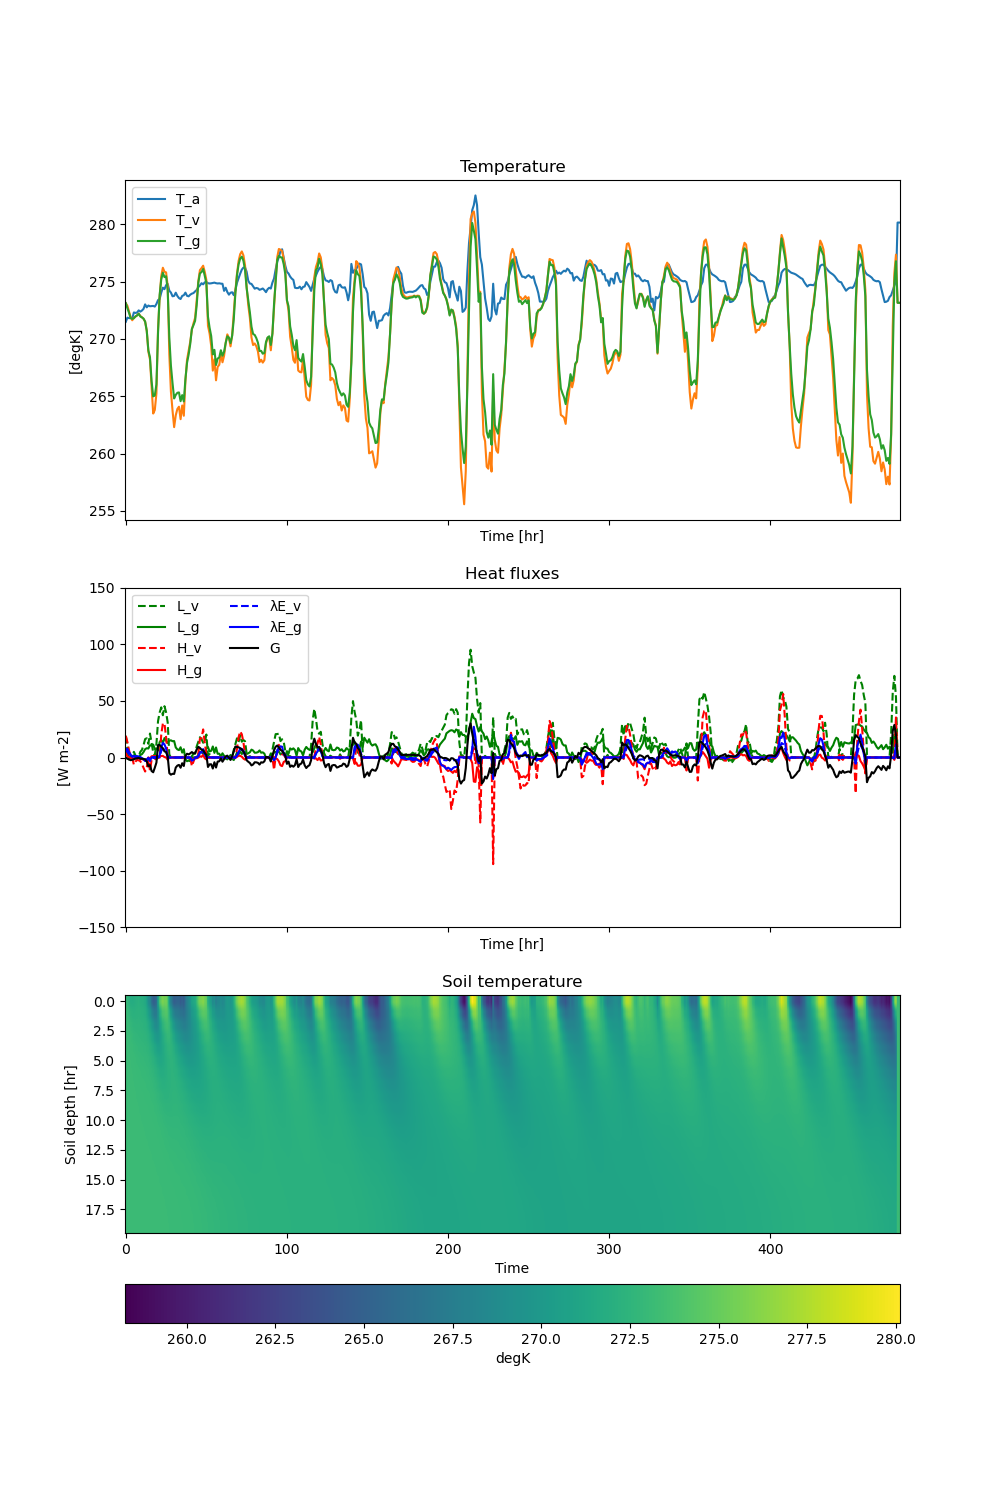 Temperature
T_a
T_v
T_g
280
275
270
265
260
255
[degK]
Time [hr]
Heat fluxes
L_v
L_g
H_v
H_g
λE_v
λE_g
G
150
100
50
0
−50
−100
−150
[W m-2]
Time [hr]
Soil temperature
0.0
2.5
5.0
7.5
10.0
12.5
15.0
17.5
Soil depth [hr]
0 100 200 300 400
Time
260.0 262.5 265.0 267.5 270.0 272.5 275.0 277.5 280.0
degK